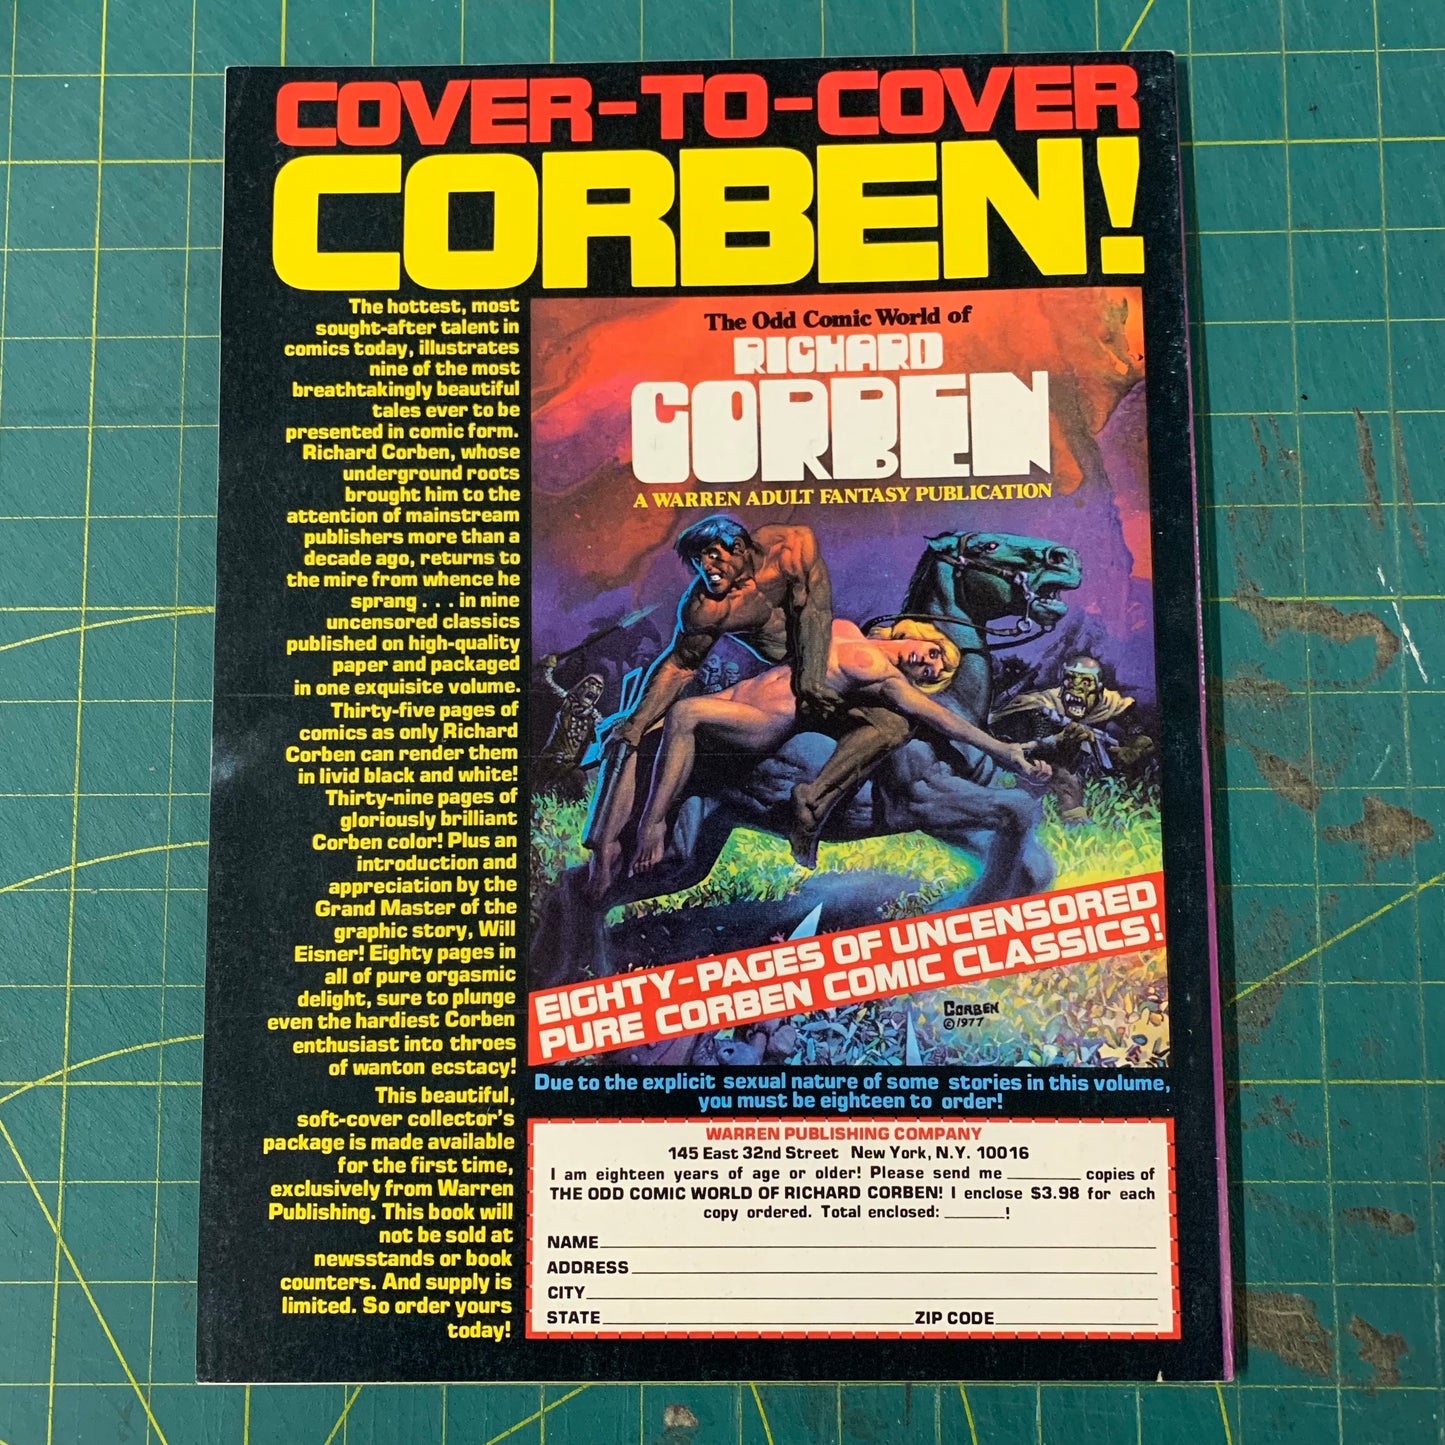 COVER-TO-COVER
CORBEN!
The hottest, most
sought-after talent in
comics today, illustrates
nine of the most
breathtakingly beautiful
tales ever to be
presented in comic form.
Richard Corben, whose
underground roots
brought him to the
attention of mainstream
publishers more than a
decade ago, returns to
the mire from whence he
sprang . . . in nine
uncensored classics
published on high-quality
paper and packaged
in one exquisite volume.
Thirty-five pages of
comics as only Richard
Corben can render them
in livid black and white!
Thirty-nine pages of
gloriously brilliant
Corben color! Plus an
introduction and
appreciation by the
Grand Master of the
graphic story, Will
Eisner! Eighty pages in
all of pure orgasmic
delight, sure to plunge
even the hardiest Corben
enthusiast into throes
of wanton ecstacy!
This beautiful,
soft-cover collector's
package is made available
for the first time,
exclusively from Warren
Publishing. This book will
not be sold at
newsstands or book
counters. And supply is
limited. So order yours
today!
The Odd Comic World of
RICHARD
CORBEN
A WARREN ADULT FANTASY PUBLICATION
EIGHTY-PAGES OF UNCENSORED
PURE CORBEN COMIC CLASSICS!
CORBEN
©1977
Due to the explicit sexual nature of some stories in this volume,
you must be eighteen to order!
WARREN PUBLISHING COMPANY
145 East 32nd Street New York, N.Y. 10016
I am eighteen years of age or older! Please send me ________ copies of
THE ODD COMIC WORLD OF RICHARD CORBEN! I enclose $3.98 for each
copy ordered. Total enclosed: ______!
NAME
ADDRESS
CITY
STATE ZIP CODE